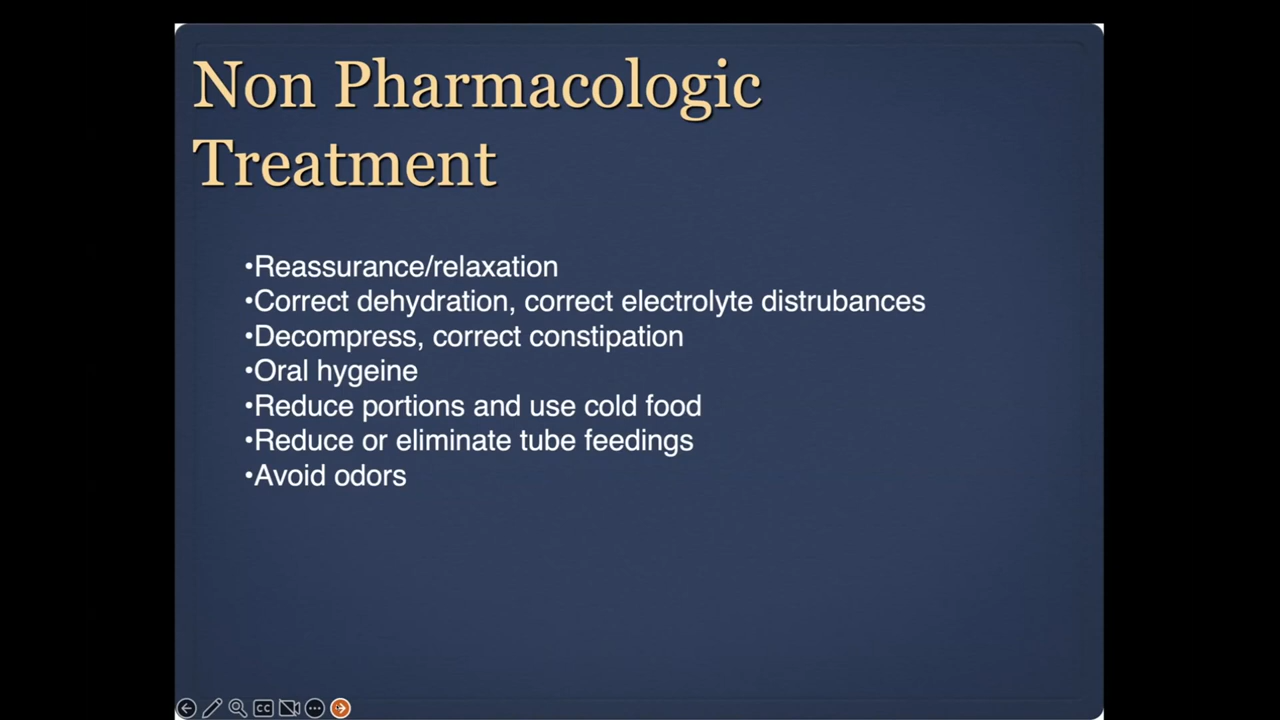 Non Pharmacologic
Treatment
•Reassurance/relaxation
•Correct dehydration, correct electrolyte distrubances
•Decompress, correct constipation
•Oral hygeine
•Reduce portions and use cold food
•Reduce or eliminate tube feedings
•Avoid odors
CC